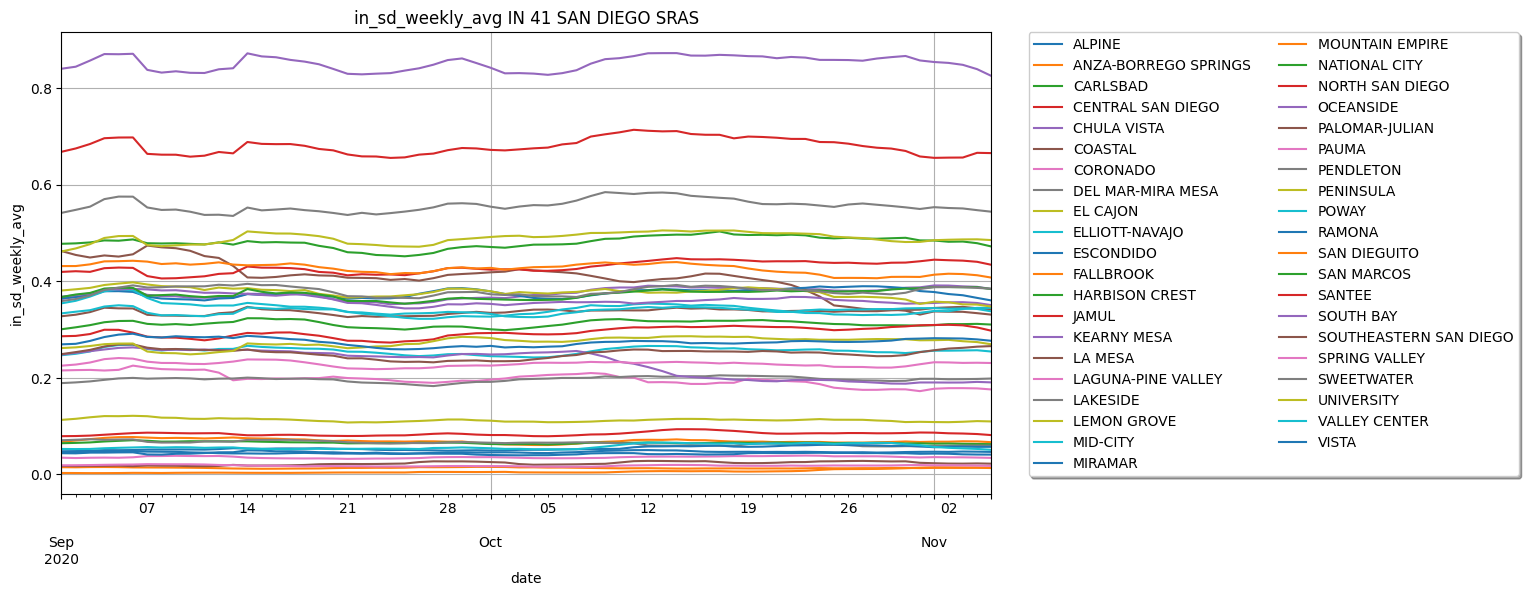 in_sd_weekly_avg IN 41 SAN DIEGO SRAS
in_sd_weekly_avg
0.8
0.6
0.4
0.2
0.0
07
14
21
28
05
12
19
26
02
Sep
2020
Oct
Nov
date
ALPINE
ANZA-BORREGO SPRINGS
CARLSBAD
CENTRAL SAN DIEGO
CHULA VISTA
COASTAL
CORONADO
DEL MAR-MIRA MESA
EL CAJON
ELLIOTT-NAVAJO
ESCONDIDO
FALLBROOK
HARBISON CREST
JAMUL
KEARNY MESA
LA MESA
LAGUNA-PINE VALLEY
LAKESIDE
LEMON GROVE
MID-CITY
MIRAMAR
MOUNTAIN EMPIRE
NATIONAL CITY
NORTH SAN DIEGO
OCEANSIDE
PALOMAR-JULIAN
PAUMA
PENDLETON
PENINSULA
POWAY
RAMONA
SAN DIEGUITO
SAN MARCOS
SANTEE
SOUTH BAY
SOUTHEASTERN SAN DIEGO
SPRING VALLEY
SWEETWATER
UNIVERSITY
VALLEY CENTER
VISTA